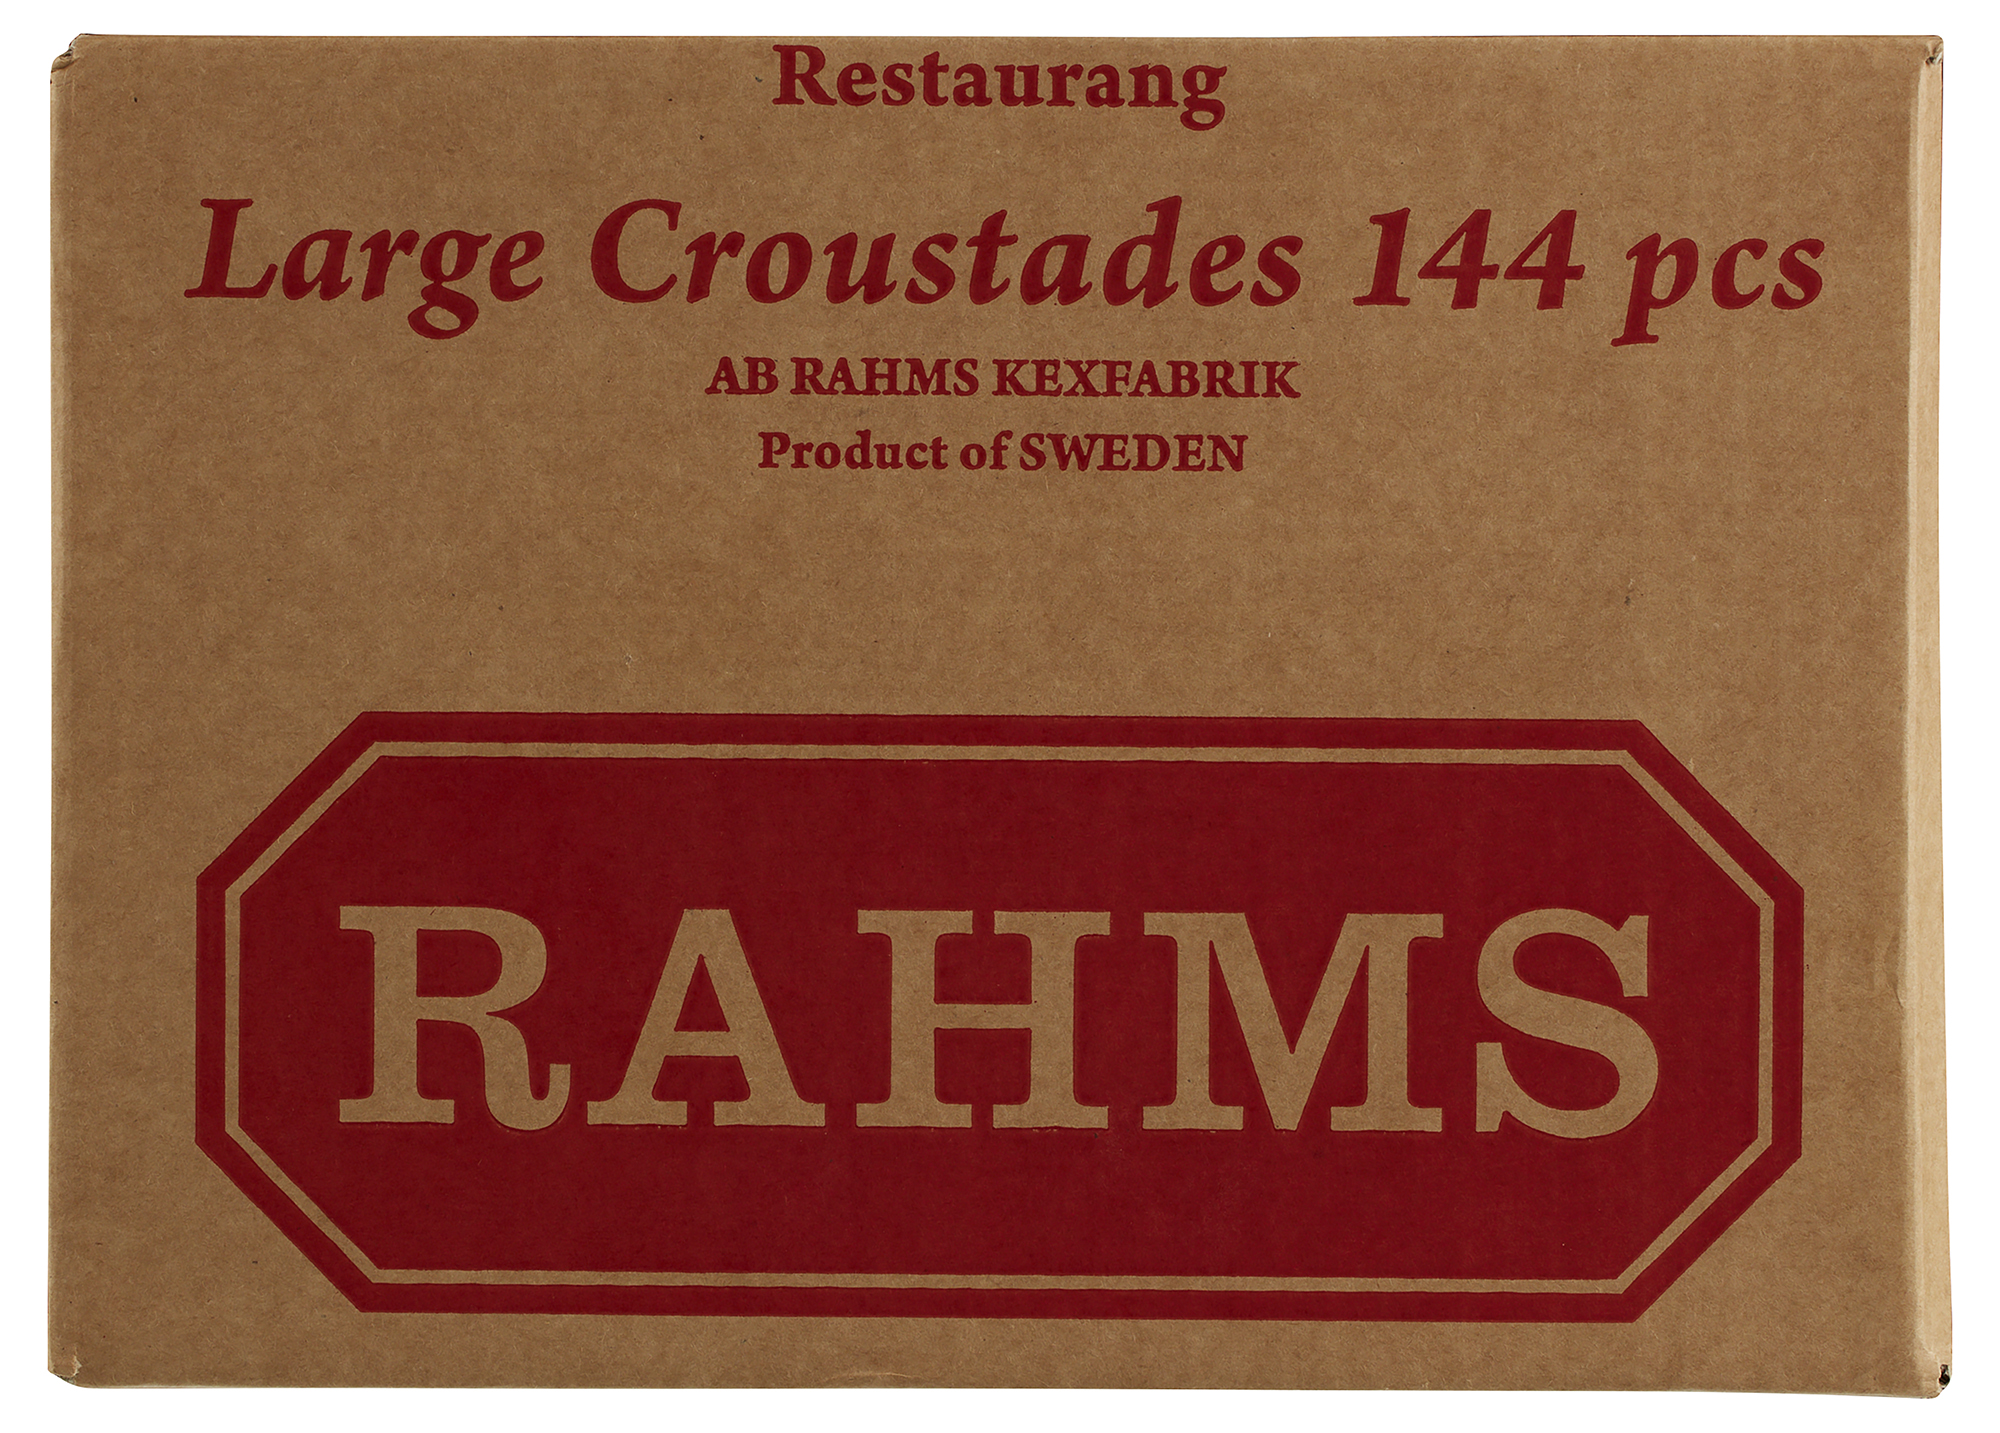 Restaurang
Large Croustades 144 pcs
AB RAHMS KEXFABRIK
Product of SWEDEN
RAHMS